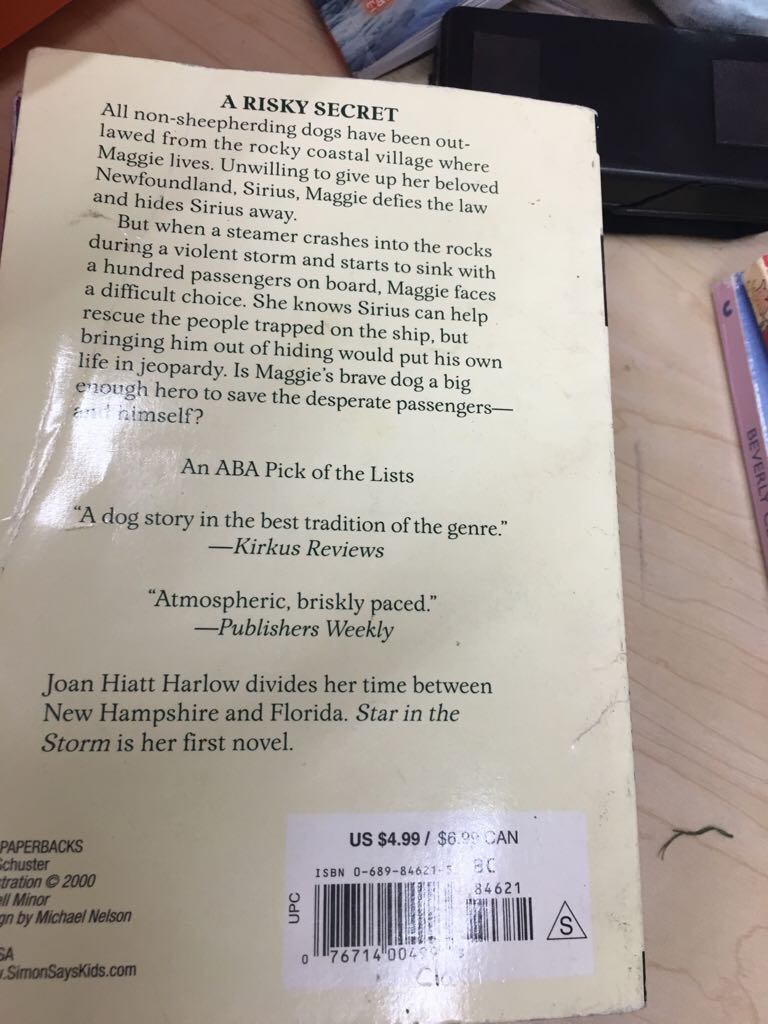 A RISKY SECRET
All non-sheepherding dogs have been out-
lawed from the rocky coastal village where
Maggie lives. Unwilling to give up her beloved
Newfoundland, Sirius, Maggie defies the law
and hides Sirius away.
But when a steamer crashes into the rocks
during a violent storm and starts to sink with
a hundred passengers on board, Maggie faces
a difficult choice. She knows Sirius can help
rescue the people trapped on the ship, but
bringing him out of hiding would put his own
life in jeopardy. Is Maggie's brave dog a big
enough hero to save the desperate passengers—
and himself?
An ABA Pick of the Lists
"A dog story in the best tradition of the genre."
—Kirkus Reviews
"Atmospheric, briskly paced."
—Publishers Weekly
Joan Hiatt Harlow divides her time between
New Hampshire and Florida. Star in the
Storm is her first novel.
PAPERBACKS
Schuster
tration © 2000
ell Minor
gn by Michael Nelson
SA
.SimonSaysKids.com
US $4.99 / $6.99 CAN
ISBN 0-689-84621-
84621
UPC
S
0 76714 004
BEVERLY C